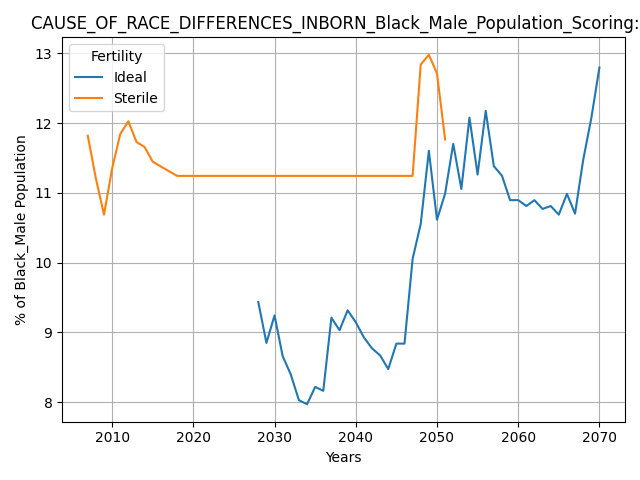 CAUSE_OF_RACE_DIFFERENCES_INBORN_Black_Male_Population_Scoring:
Fertility
Ideal
Sterile
% of Black_Male Population
13
12
11
10
9
8
2010 2020 2030 2040 2050 2060 2070
Years